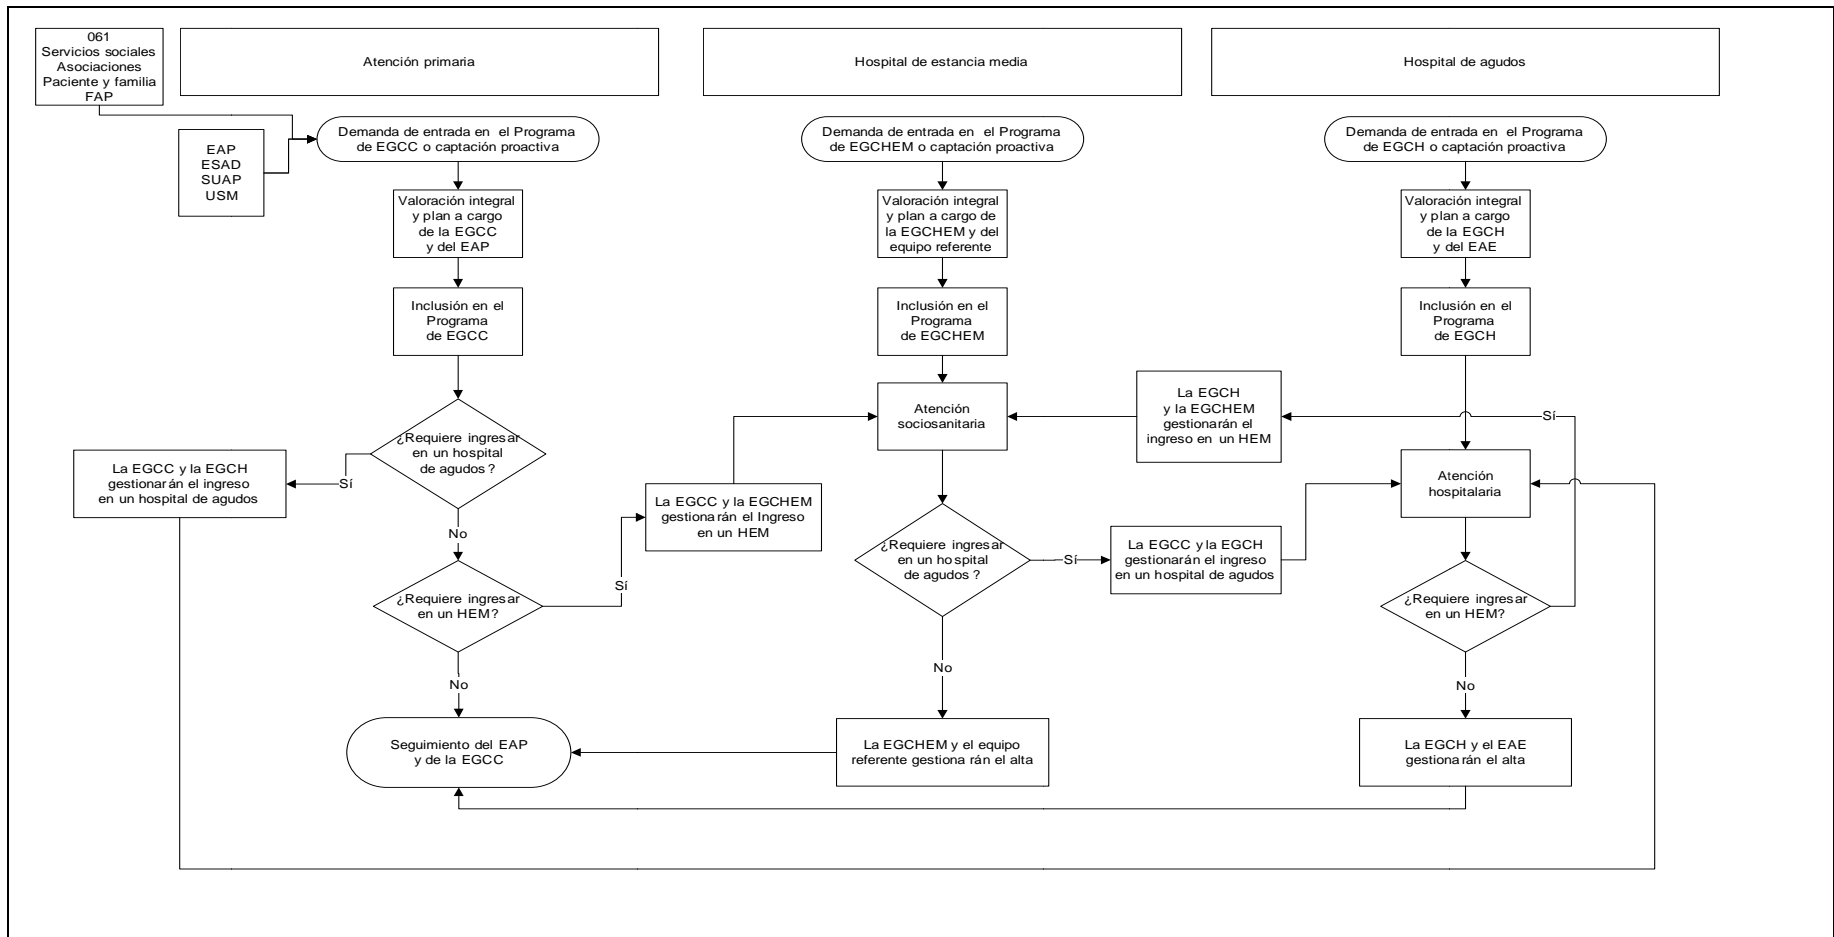 061
Servicios sociales
Asociaciones
Paciente y familia
FAP
Atención primaria
Hospital de estancia media
Hospital de agudos
EAP
ESAD
SUAP
USM
Demanda de entrada en el Programa
de EGCC o captación proactiva
Demanda de entrada en el Programa
de EGCHEM o captación proactiva
Demanda de entrada en el Programa
de EGCH o captación proactiva
Valoración integral
y plan a cargo
de la EGCC
y del EAP
Valoración integral
y plan a cargo de
la EGCHEM y del
equipo referente
Valoración integral
y plan a cargo
de la EGCH
y del EAE
Inclusión en el
Programa
de EGCC
Inclusión en el
Programa
de EGCHEM
Inclusión en el
Programa
de EGCH
¿Requiere ingresar
en un hospital
de agudos?
Sí
La EGCC y la EGCH
gestionarán el ingreso
en un hospital de agudos
No
¿Requiere ingresar
en un HEM?
Sí
La EGCC y la EGCHEM
gestionarán el Ingreso
en un HEM
No
Seguimiento del EAP
y de la EGCC
Atención
sociosanitaria
La EGCH
y la EGCHEM
gestionarán el
ingreso en un HEM
Sí
¿Requiere ingresar
en un hospital
de agudos ?
Sí
La EGCC y la EGCH
gestionarán el ingreso
en un hospital de agudos
No
La EGCHEM y el equipo
referente gestiona rán el alta
Atención
hospitalaria
¿Requiere ingresar
en un HEM?
No
La EGCH y el EAE
gestionarán el alta